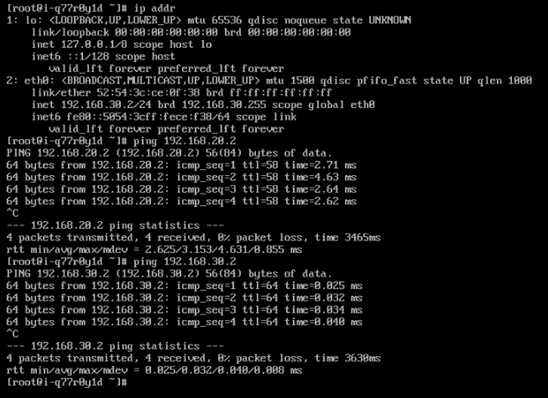 [root@i-q77r0y1d ~]# ip addr
1: lo: <LOOPBACK,UP,LOWER_UP> mtu 65536 qdisc noqueue state UNKNOWN
    link/loopback 00:00:00:00:00:00 brd 00:00:00:00:00:00
    inet 127.0.0.1/8 scope host lo
    inet6 ::1/128 scope host
       valid_lft forever preferred_lft forever
2: eth0: <BROADCAST,MULTICAST,UP,LOWER_UP> mtu 1500 qdisc pfifo_fast state UP qlen 1000
    link/ether 52:54:3c:ce:0f:38 brd ff:ff:ff:ff:ff:ff
    inet 192.168.30.2/24 brd 192.168.30.255 scope global eth0
    inet6 fe80::5054:3cff:fece:f38/64 scope link
       valid_lft forever preferred_lft forever
[root@i-q77r0y1d ~]# ping 192.168.20.2
PING 192.168.20.2 (192.168.20.2) 56(84) bytes of data.
64 bytes from 192.168.20.2: icmp_seq=1 ttl=58 time=2.71 ms
64 bytes from 192.168.20.2: icmp_seq=2 ttl=58 time=4.63 ms
64 bytes from 192.168.20.2: icmp_seq=3 ttl=58 time=2.64 ms
64 bytes from 192.168.20.2: icmp_seq=4 ttl=58 time=2.62 ms
^C
--- 192.168.20.2 ping statistics ---
4 packets transmitted, 4 received, 0% packet loss, time 3465ms
rtt min/avg/max/mdev = 2.625/3.153/4.631/0.855 ms
[root@i-q77r0y1d ~]# ping 192.168.30.2
PING 192.168.30.2 (192.168.30.2) 56(84) bytes of data.
64 bytes from 192.168.30.2: icmp_seq=1 ttl=64 time=0.025 ms
64 bytes from 192.168.30.2: icmp_seq=2 ttl=64 time=0.032 ms
64 bytes from 192.168.30.2: icmp_seq=3 ttl=64 time=0.034 ms
64 bytes from 192.168.30.2: icmp_seq=4 ttl=64 time=0.040 ms
^C
--- 192.168.30.2 ping statistics ---
4 packets transmitted, 4 received, 0% packet loss, time 3630ms
rtt min/avg/max/mdev = 0.025/0.032/0.040/0.008 ms
[root@i-q77r0y1d ~]#